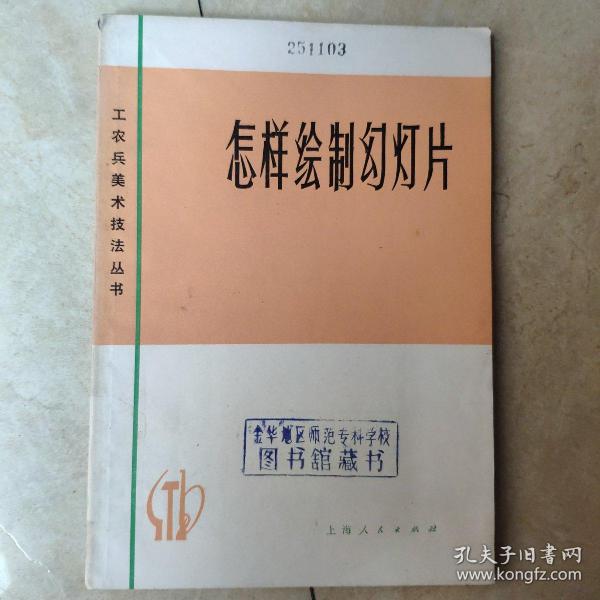 251103
怎样绘制幻灯片
工农兵美术技法丛书
金华地区师范专科学校
图书馆藏书
上海人民出版社
孔夫子旧书网
www.kongfz.com